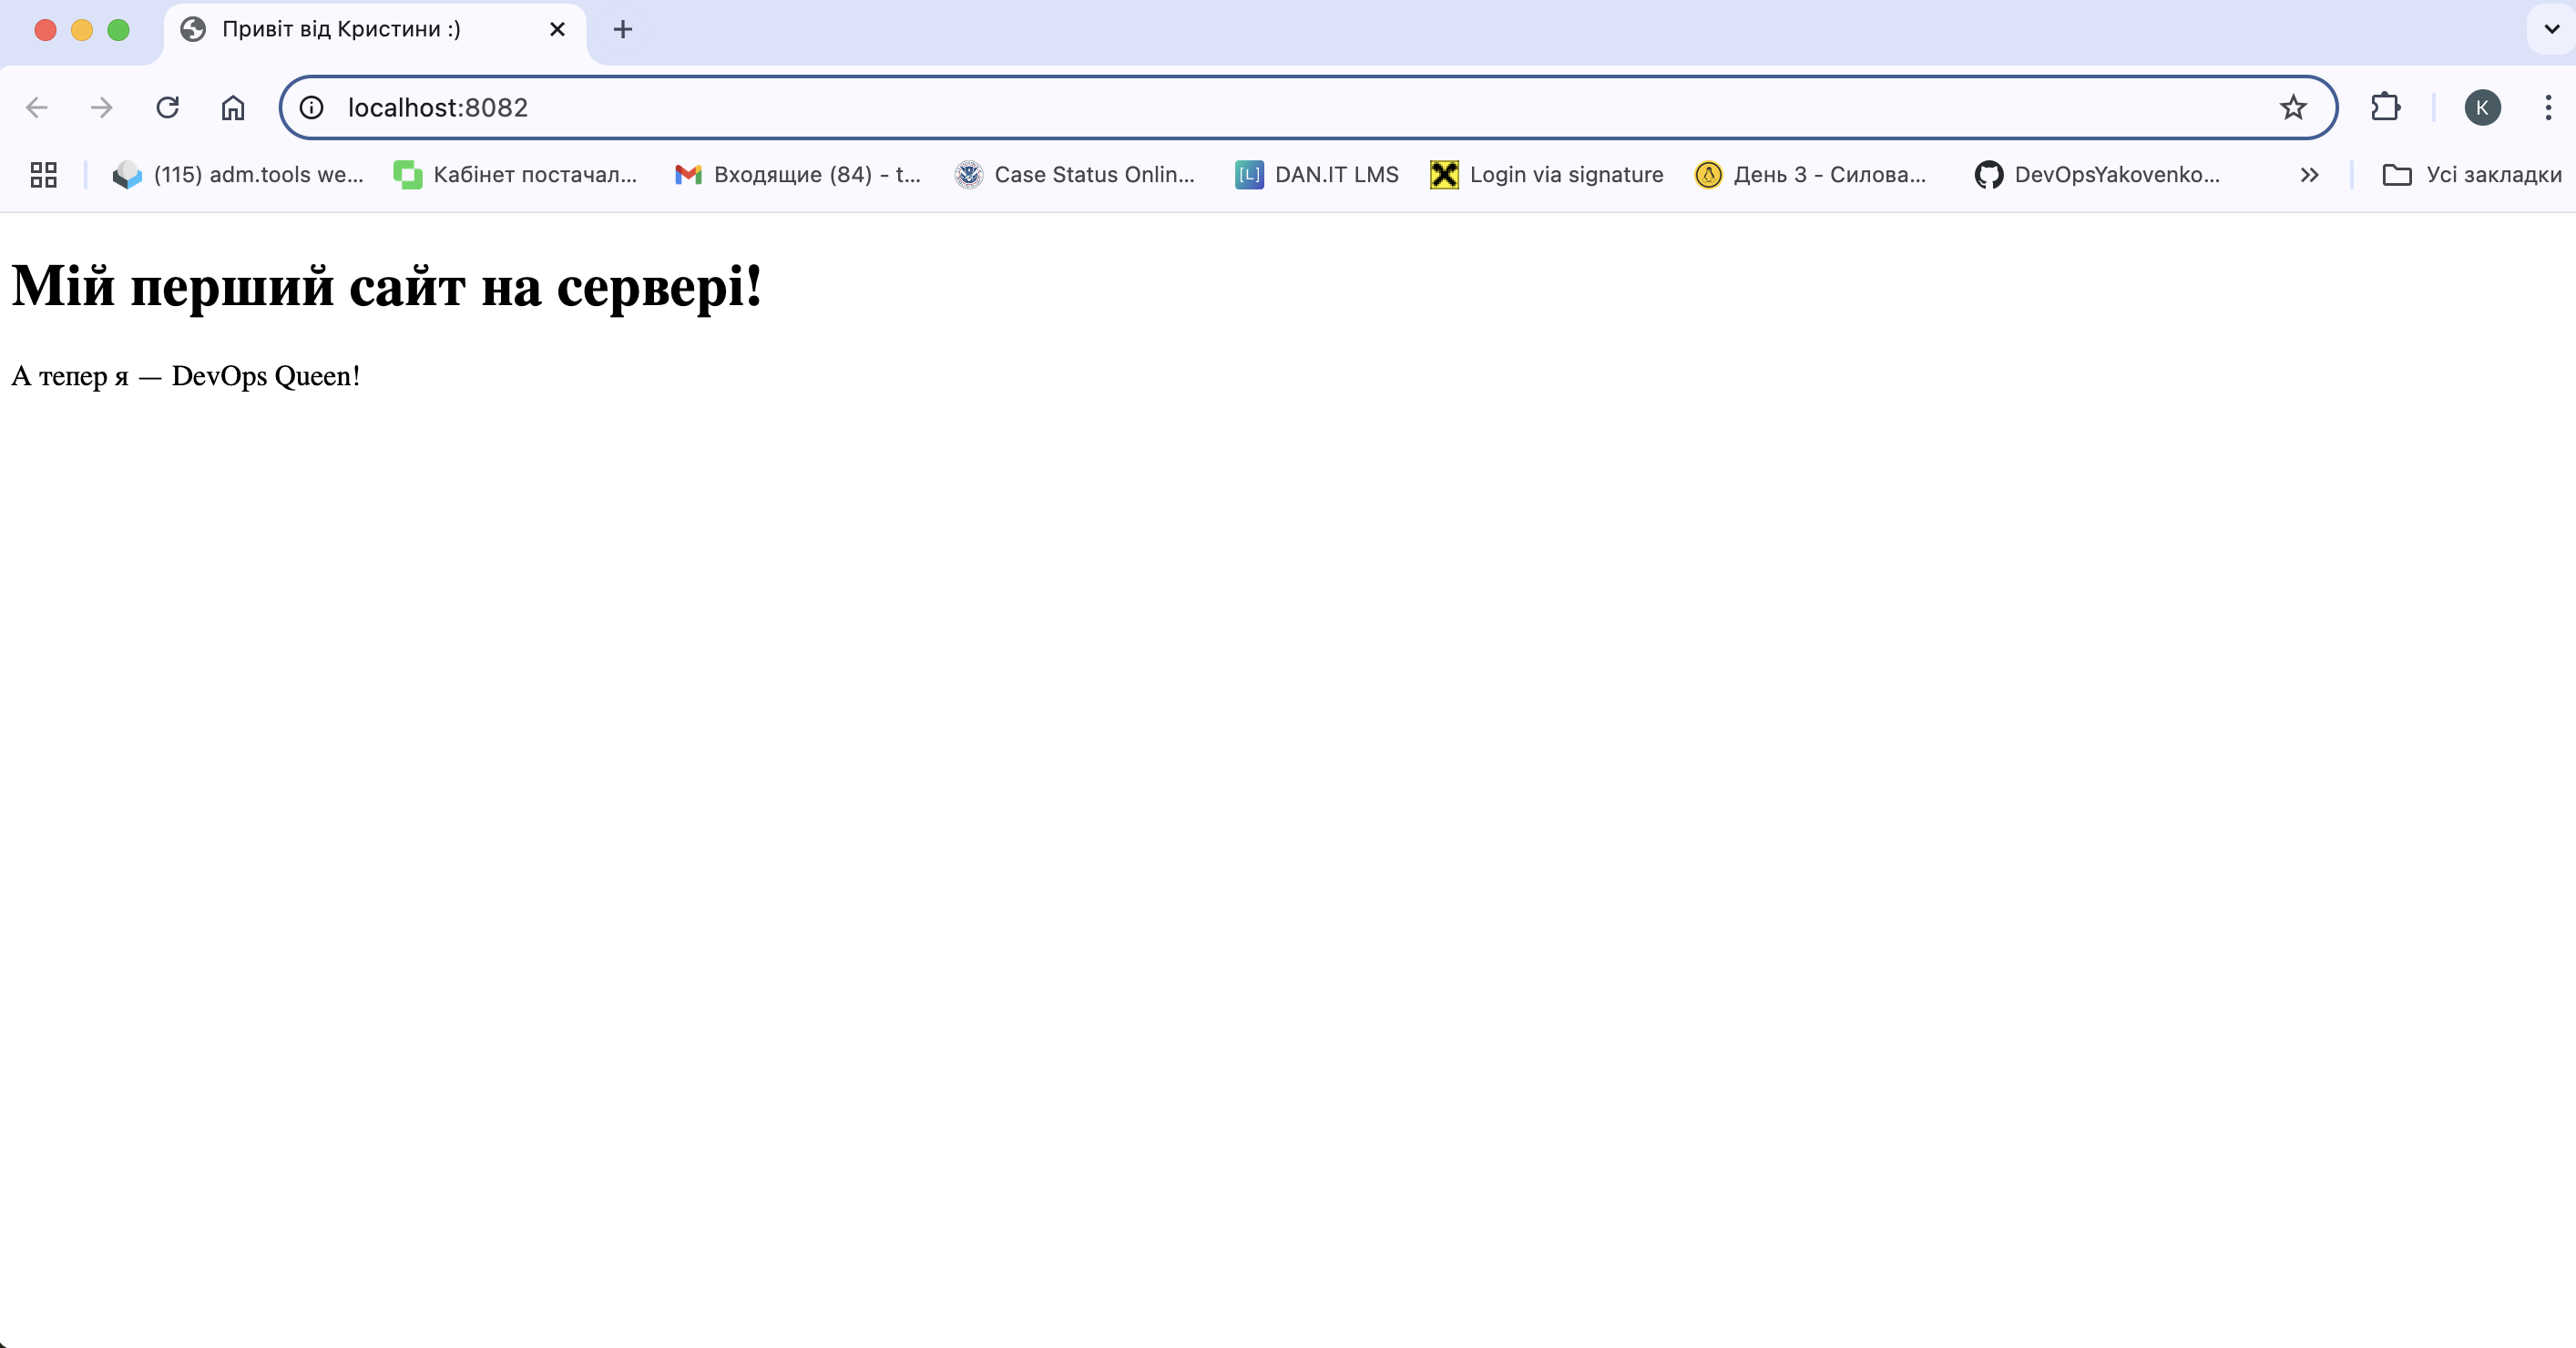 Привіт від Кристини :)
localhost:8082
(115) adm.tools we...
Кабінет постачал...
Входящие (84) - t...
Case Status Onlin...
[L] DAN.IT LMS
Login via signature
День 3 - Силова...
DevOpsYakovenko...
Усі закладки
K
Мій перший сайт на сервері!
А тепер я — DevOps Queen!